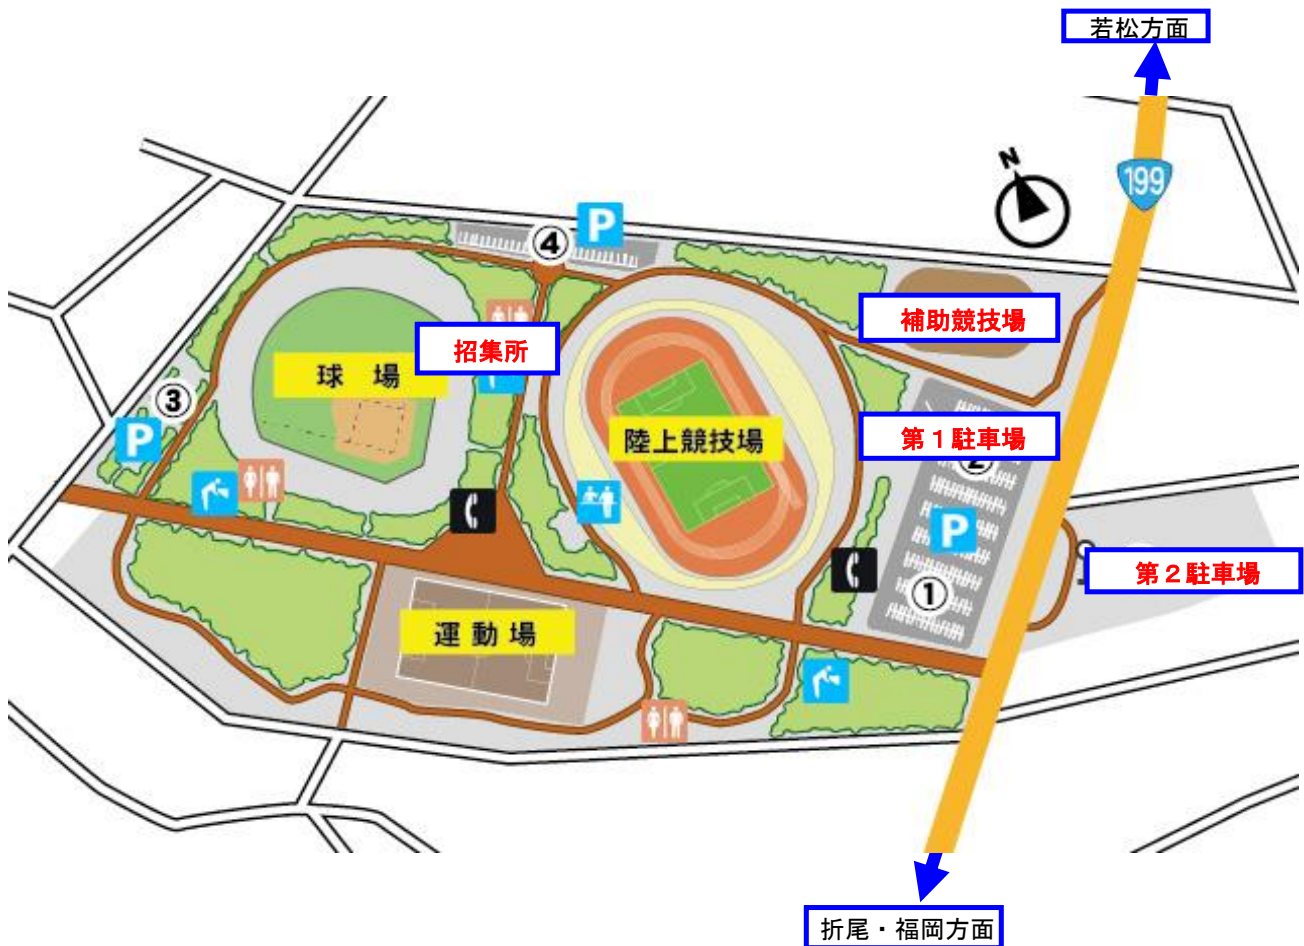 若松方面
N
199
P
④
補助競技場
招集所
球 場
③
P
陸上競技場
第１駐車場
②
P
第２駐車場
①
運 動 場
折尾・福岡方面